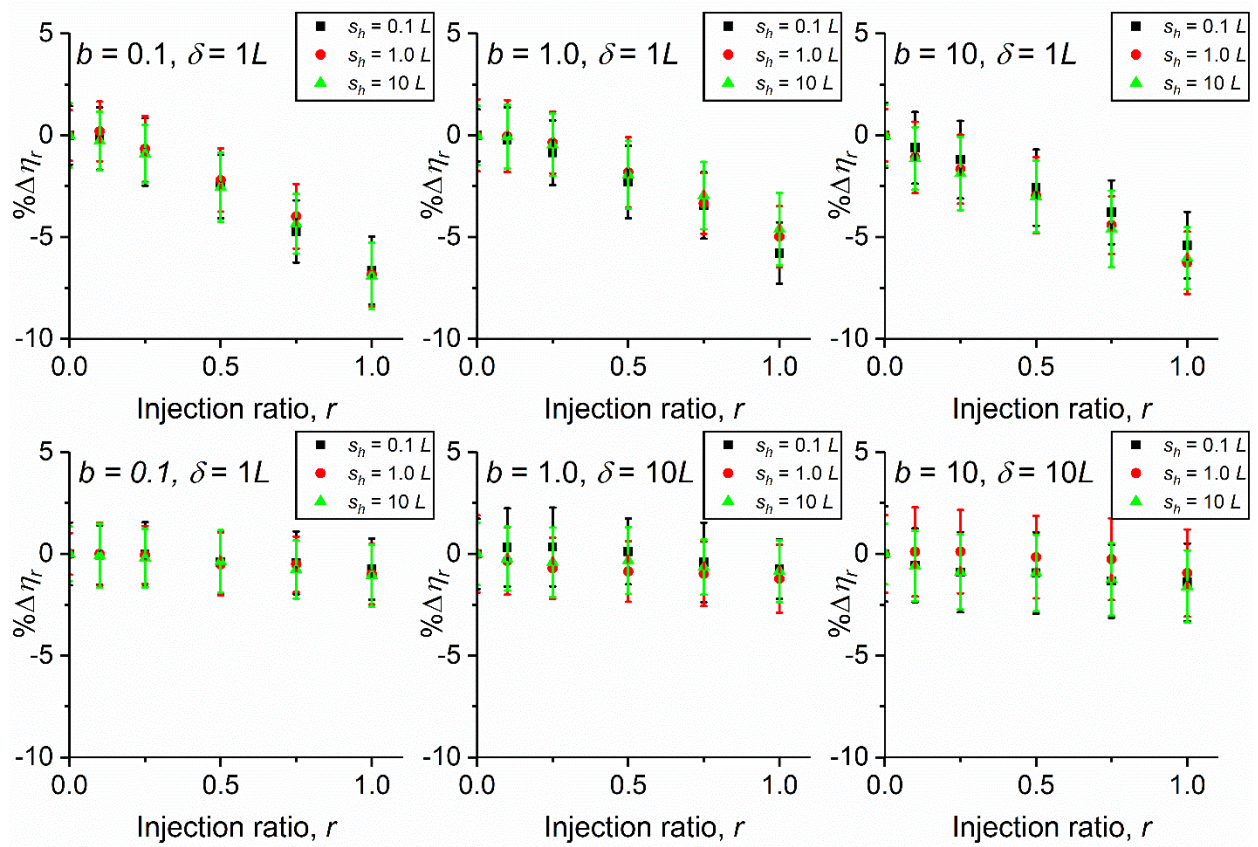 b = 0.1, δ = 1L
s_h = 0.1 L
s_h = 1.0 L
s_h = 10 L
5
0
-5
-10
%Δη_r
0.0
0.5
1.0
Injection ratio, r
b = 1.0, δ = 1L
s_h = 0.1 L
s_h = 1.0 L
s_h = 10 L
5
0
-5
-10
%Δη_r
0.0
0.5
1.0
Injection ratio, r
b = 10, δ = 1L
s_h = 0.1 L
s_h = 1.0 L
s_h = 10 L
5
0
-5
-10
%Δη_r
0.0
0.5
1.0
Injection ratio, r
b = 0.1, δ = 1L
s_h = 0.1 L
s_h = 1.0 L
s_h = 10 L
5
0
-5
-10
%Δη_r
0.0
0.5
1.0
Injection ratio, r
b = 1.0, δ = 10L
s_h = 0.1 L
s_h = 1.0 L
s_h = 10 L
5
0
-5
-10
%Δη_r
0.0
0.5
1.0
Injection ratio, r
b = 10, δ = 10L
s_h = 0.1 L
s_h = 1.0 L
s_h = 10 L
5
0
-5
-10
%Δη_r
0.0
0.5
1.0
Injection ratio, r